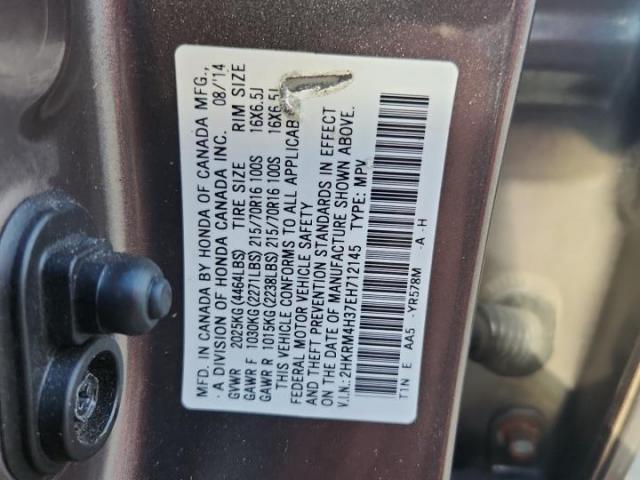 MFD. IN CANADA BY HONDA OF CANADA MFG.,
A DIVISION OF HONDA CANADA INC. 08/'14
GVWR 2025KG(4464LBS) TIRE SIZE RIM SIZE
GAWR F 1030KG(2271LBS) 215/70R16 100S 16X6.5J
GAWR R 1015KG(2238LBS) 215/70R16 100S 16X6.5J
THIS VEHICLE CONFORMS TO ALL APPLICAB
FEDERAL MOTOR VEHICLE SAFETY
AND THEFT PREVENTION STANDARDS IN EFFECT
ON THE DATE OF MANUFACTURE SHOWN ABOVE.
V.I.N.: 2HKRM4H37EH712145 TYPE: MPV
T1N E AA5 -YR578M -A -H